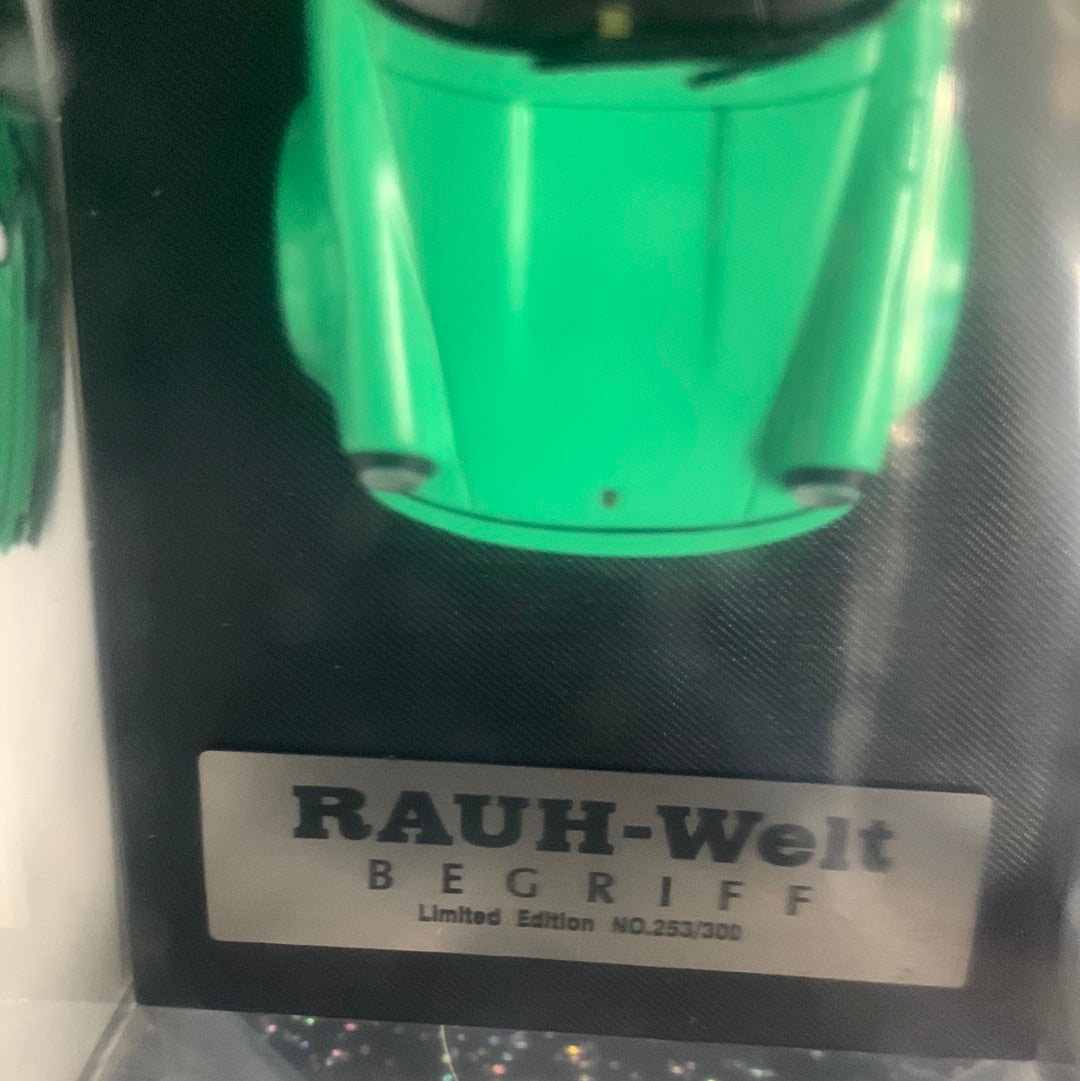 RAUH-Welt
BEGRIFF
Limited Edition NO.253/300